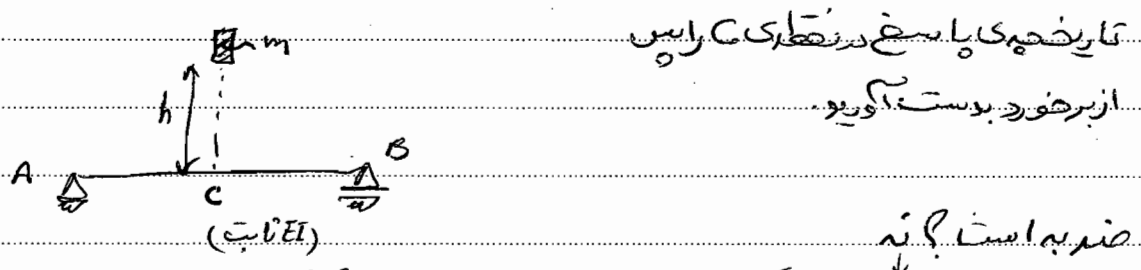 تاریخچه‌ی پاسخ در نقطه‌ی C را پس
از برخورد بدست آورید.
m
h
A
B
C
(EI ثابت)
ضربه است؟ نه